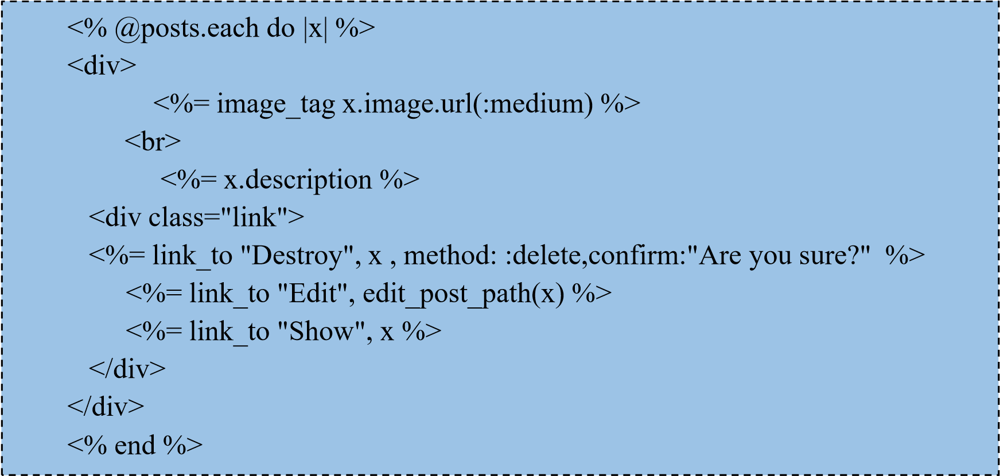 <% @posts.each do |x| %>
<div>
<%= image_tag x.image.url(:medium) %>
<br>
<%= x.description %>
<div class="link">
<%= link_to "Destroy", x , method: :delete,confirm:"Are you sure?"  %>
<%= link_to "Edit", edit_post_path(x) %>
<%= link_to "Show", x %>
</div>
</div>
<% end %>